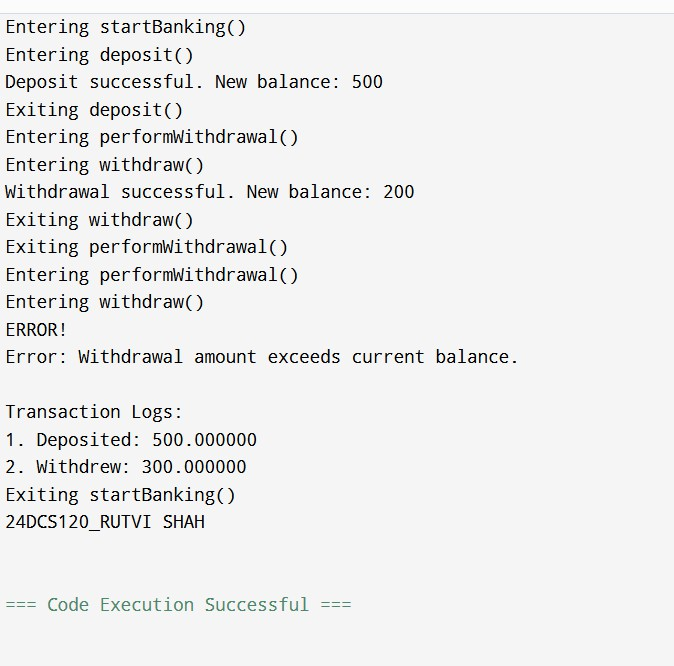 Entering startBanking()
Entering deposit()
Deposit successful. New balance: 500
Exiting deposit()
Entering performWithdrawal()
Entering withdraw()
Withdrawal successful. New balance: 200
Exiting withdraw()
Exiting performWithdrawal()
Entering performWithdrawal()
Entering withdraw()
ERROR!
Error: Withdrawal amount exceeds current balance.
Transaction Logs:
1. Deposited: 500.000000
2. Withdrew: 300.000000
Exiting startBanking()
24DCS120_RUTVI SHAH
=== Code Execution Successful ===